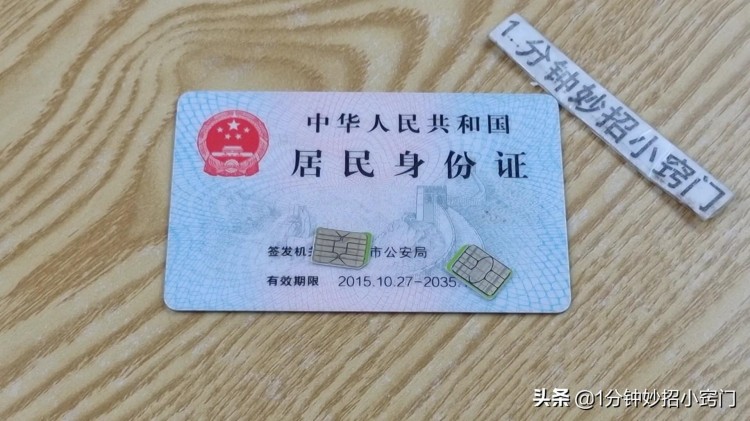 1.分钟妙招小窍门
中华人民共和国
居民身份证
签发机 市公安局
有效期限 2015.10.27-2035.
头条 @1分钟妙招小窍门